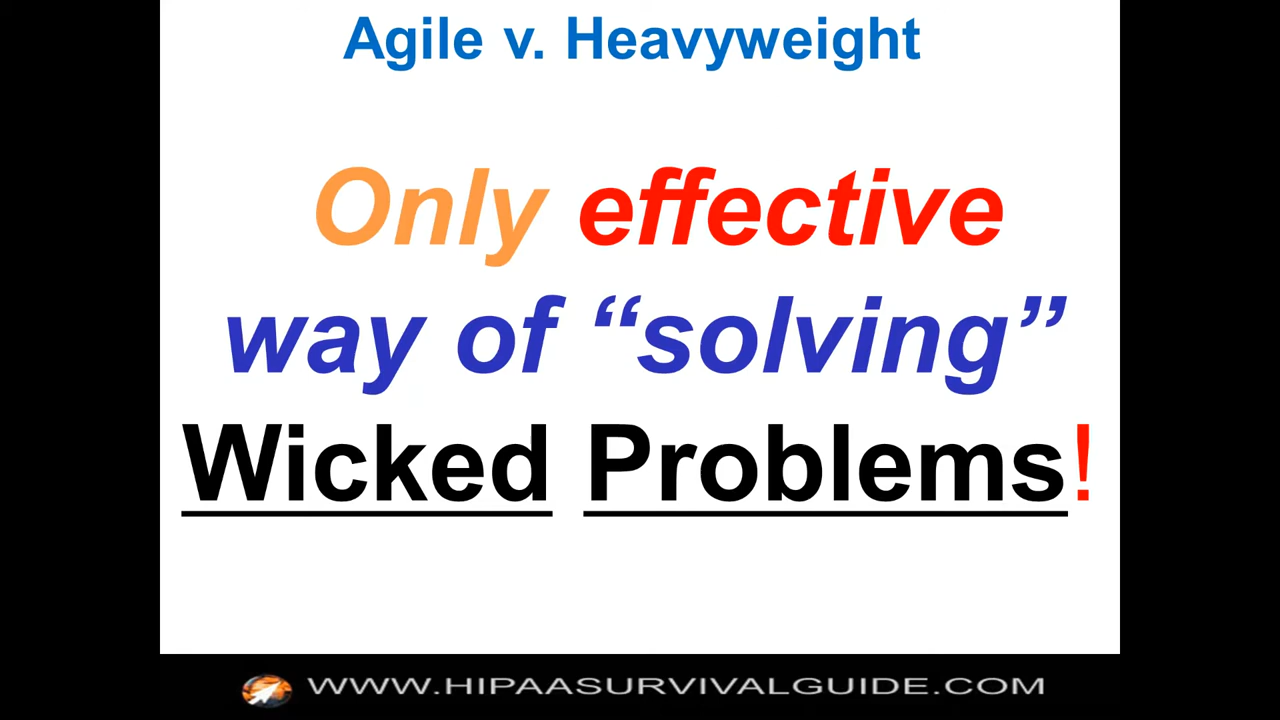 Agile v. Heavyweight
Only effective
way of “solving”
Wicked Problems!
WWW.HIPAASURVIVALGUIDE.COM